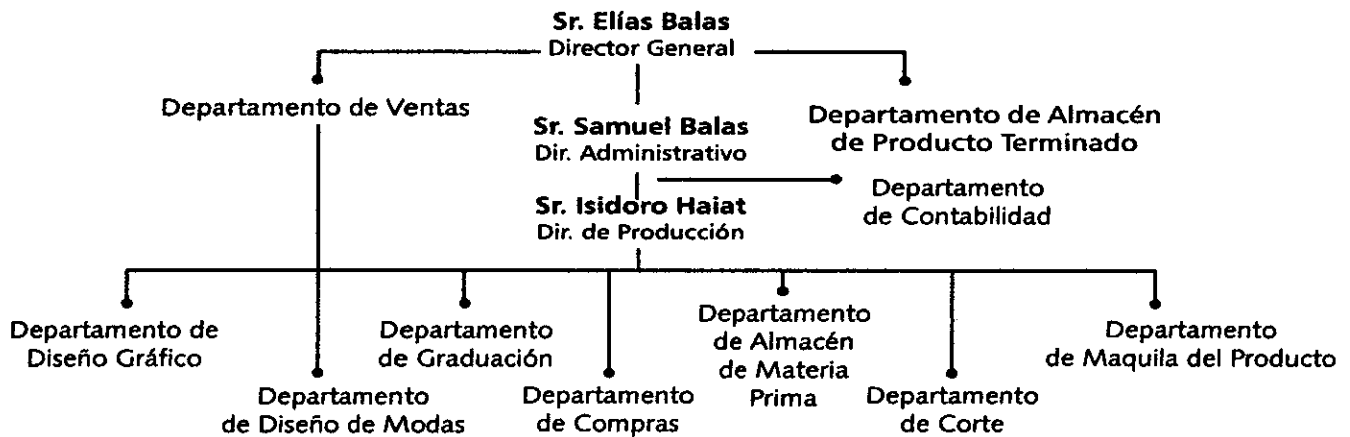 Sr. Elías Balas
Director General
Departamento de Ventas
Departamento de Almacén
de Producto Terminado
Sr. Samuel Balas
Dir. Administrativo
Departamento
de Contabilidad
Sr. Isidoro Haiat
Dir. de Producción
Departamento de
Diseño Gráfico
Departamento
de Diseño de Modas
Departamento
de Graduación
Departamento
de Compras
Departamento
de Almacén
de Materia
Prima
Departamento
de Corte
Departamento
de Maquila del Producto